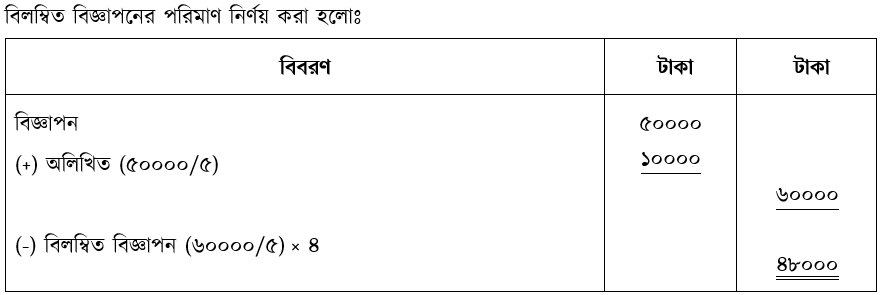 বিলম্বিত বিজ্ঞাপনের পরিমাণ নির্ণয় করা হলোঃ
বিবরণ টাকা টাকা
বিজ্ঞাপন ৫০০০০
(+) অলিখিত (৫০০০০/৫) ১০০০০
৬০০০০
(-) বিলম্বিত বিজ্ঞাপন (৬০০০০/৫) × ৪
৪৮০০০